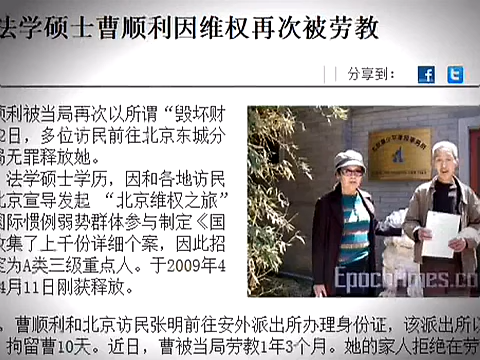 法学硕士曹顺利因维权再次被劳教
分享到:
顺利被当局再次以所谓“毁坏财
2日，多位访民前往北京东城分
局无罪释放她。
法学硕士学历，因和各地访民
北京宣导发起 “北京维权之旅”
国际惯例弱势群体参与制定《国
收集了上千份详细个案，因此招
定为A类三级重点人。于2009年4
4月11日刚获释放。
EpochTimes.co
，曹顺利和北京访民张明前往安外派出所办理身份证，该派出所以
拘留曹10天。近日，曹被当局劳教1年3个月。她的家人拒绝在劳